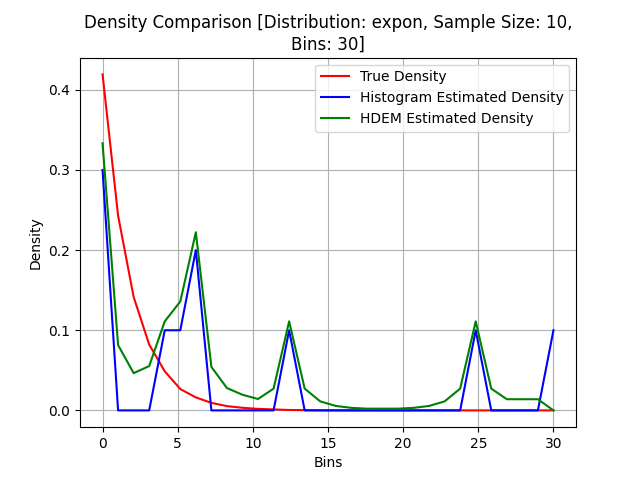 Density Comparison [Distribution: expon, Sample Size: 10,
Bins: 30]
True Density
Histogram Estimated Density
HDEM Estimated Density
Density
0.4
0.3
0.2
0.1
0.0
0 5 10 15 20 25 30
Bins